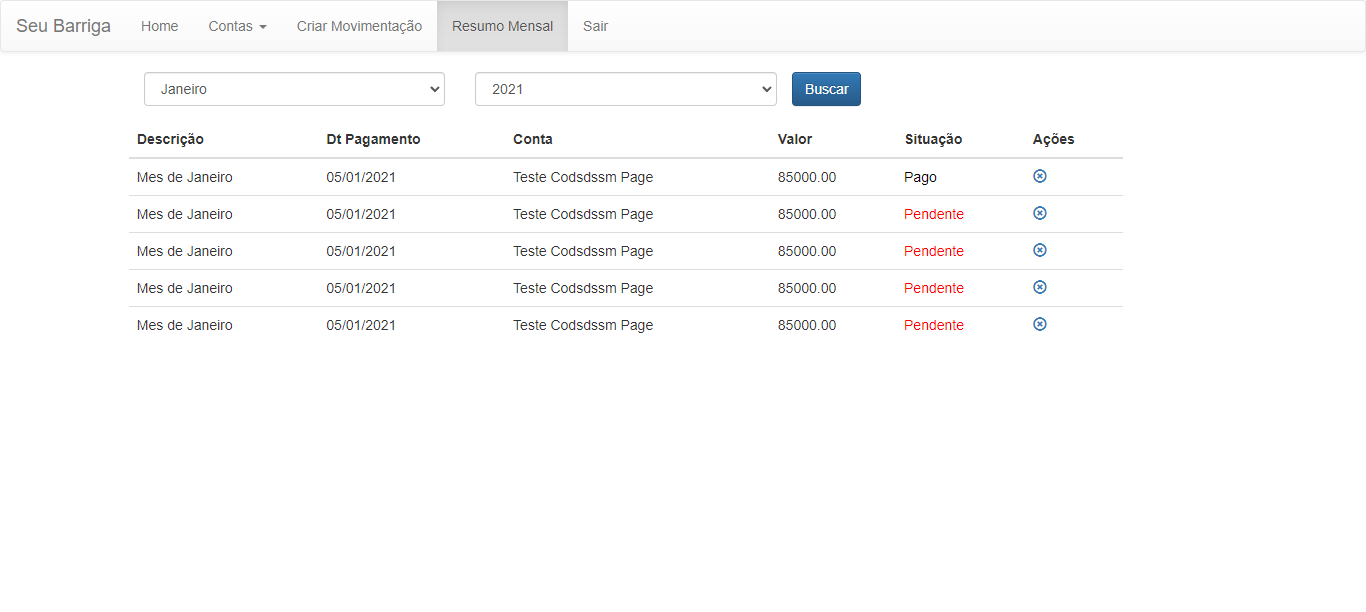 Seu Barriga Home Contas Criar Movimentação Resumo Mensal Sair
Janeiro 2021 Buscar
Descrição Dt Pagamento Conta Valor Situação Ações
Mes de Janeiro 05/01/2021 Teste Codsdssm Page 85000.00 Pago
Mes de Janeiro 05/01/2021 Teste Codsdssm Page 85000.00 Pendente
Mes de Janeiro 05/01/2021 Teste Codsdssm Page 85000.00 Pendente
Mes de Janeiro 05/01/2021 Teste Codsdssm Page 85000.00 Pendente
Mes de Janeiro 05/01/2021 Teste Codsdssm Page 85000.00 Pendente